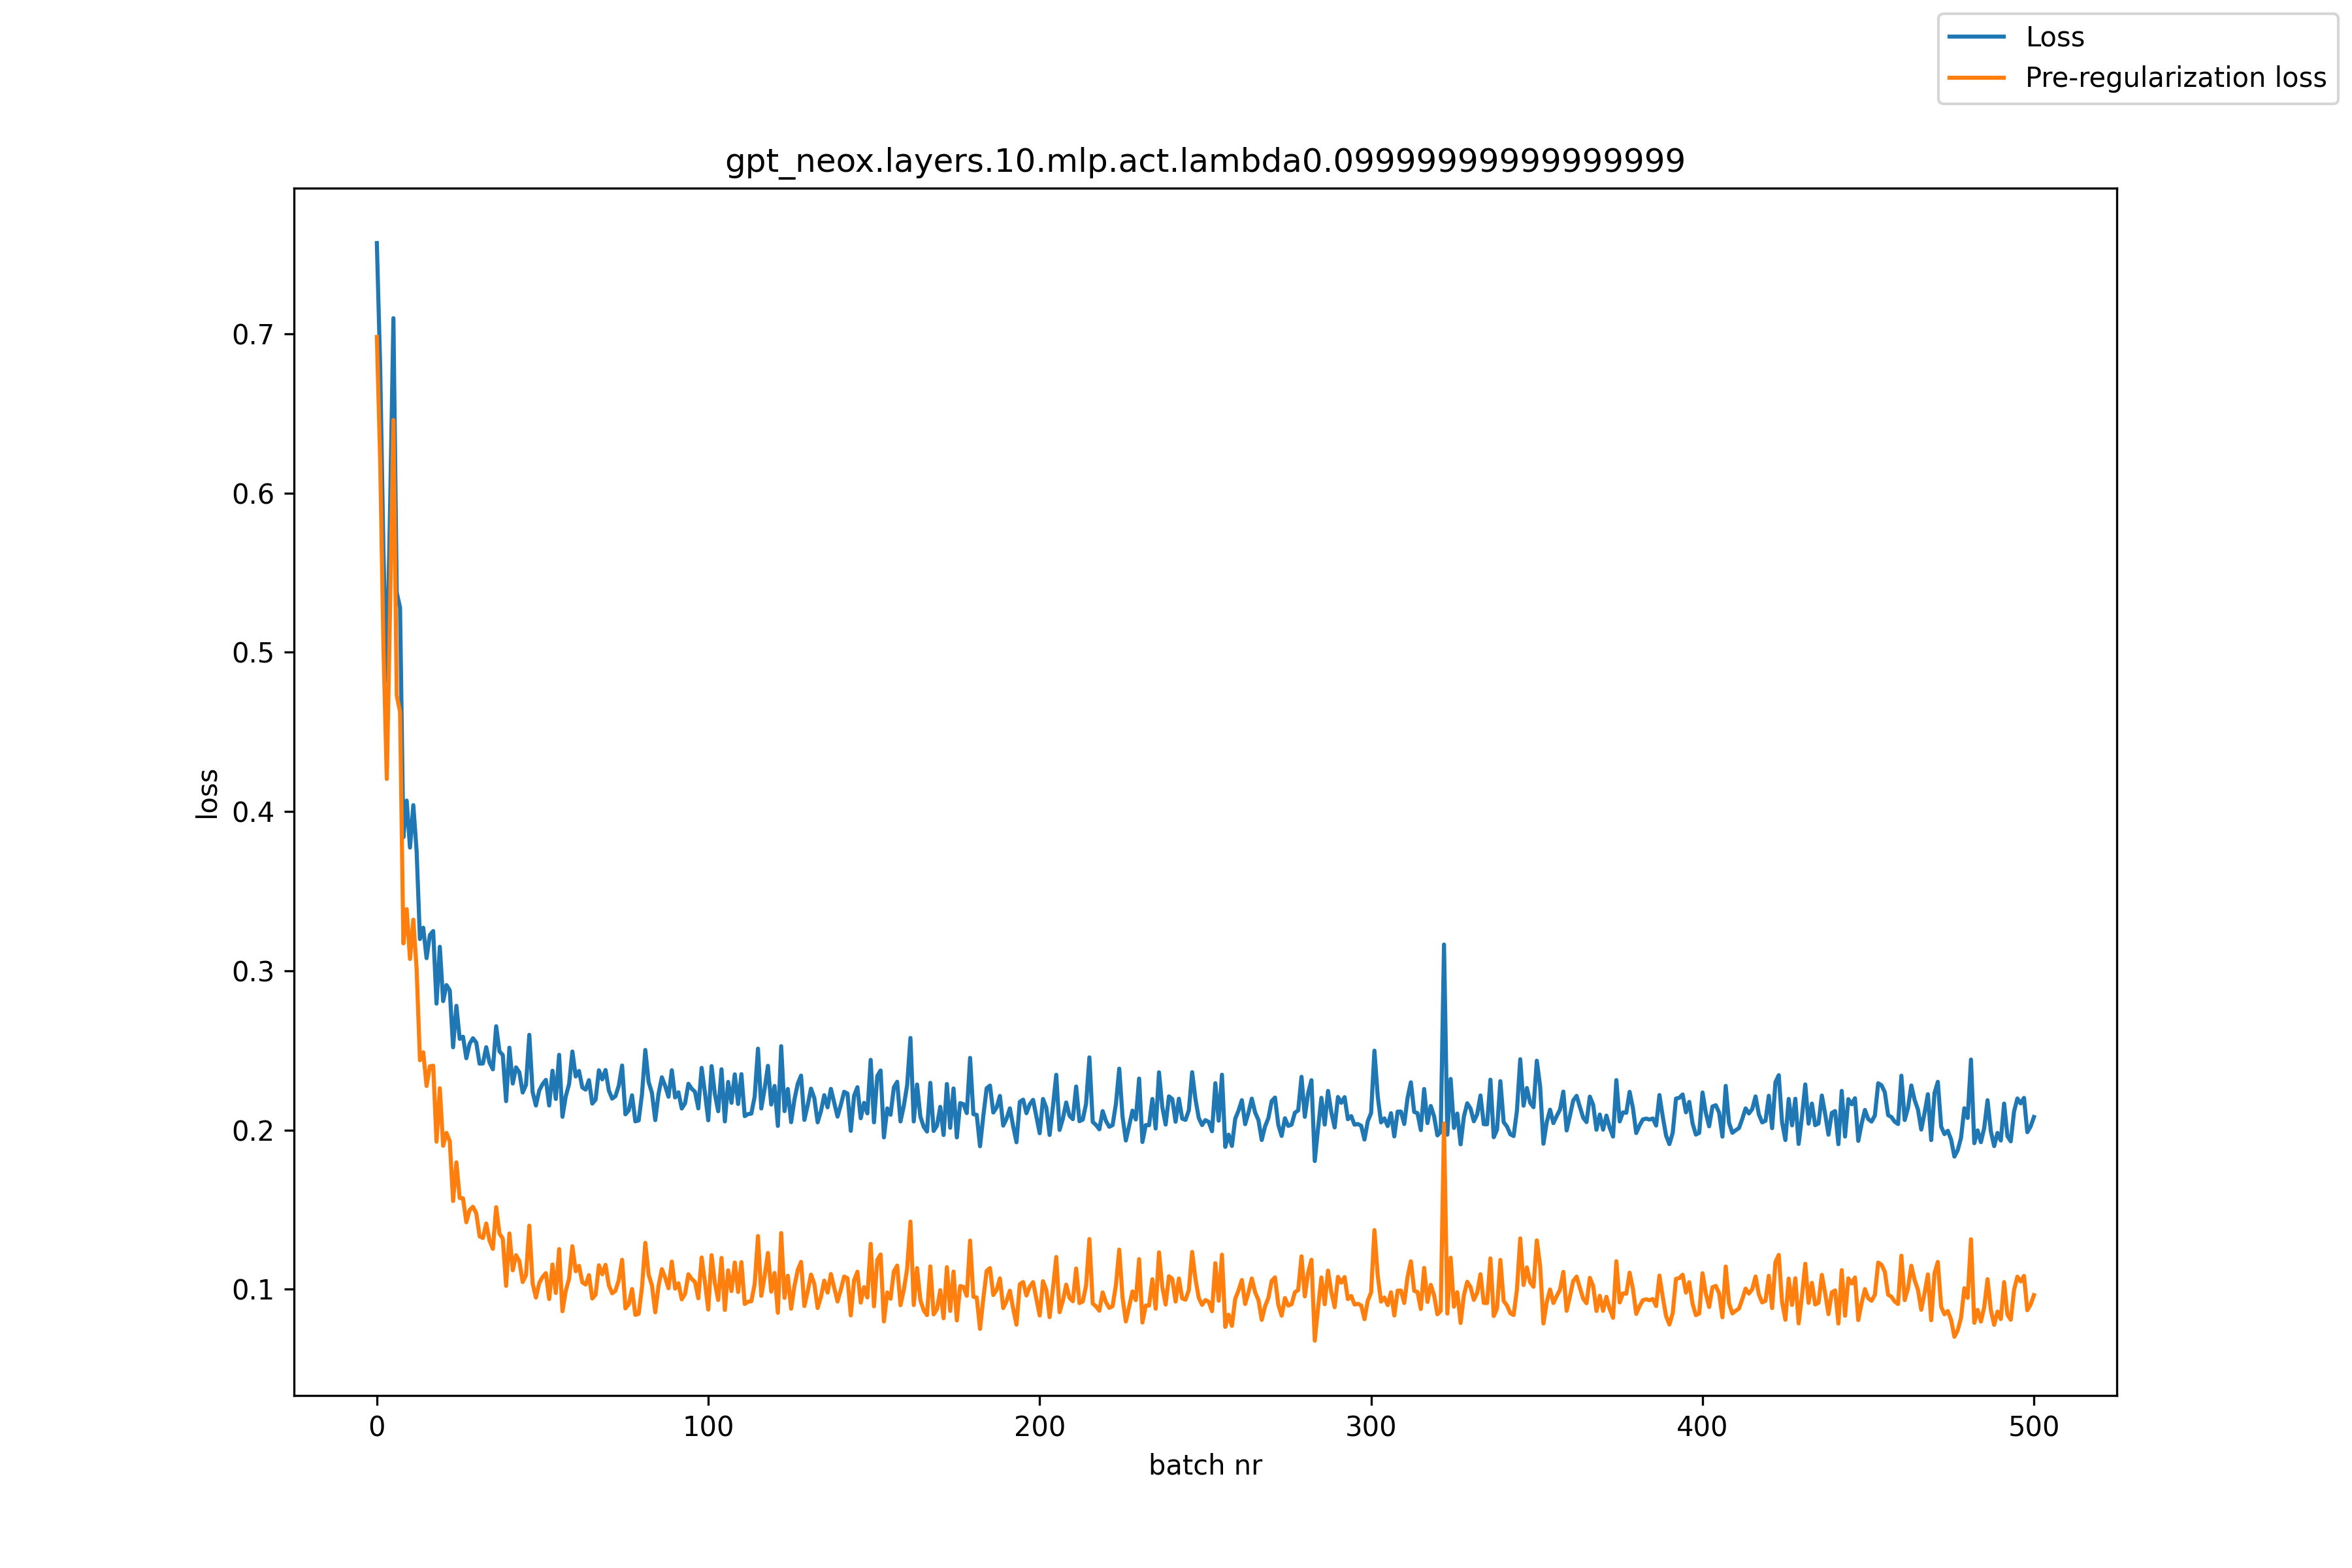 Loss
Pre-regularization loss
gpt_neox.layers.10.mlp.act.lambda0.09999999999999999
0.7
0.6
0.5
0.4
0.3
0.2
0.1
loss
0
100
200
300
400
500
batch nr